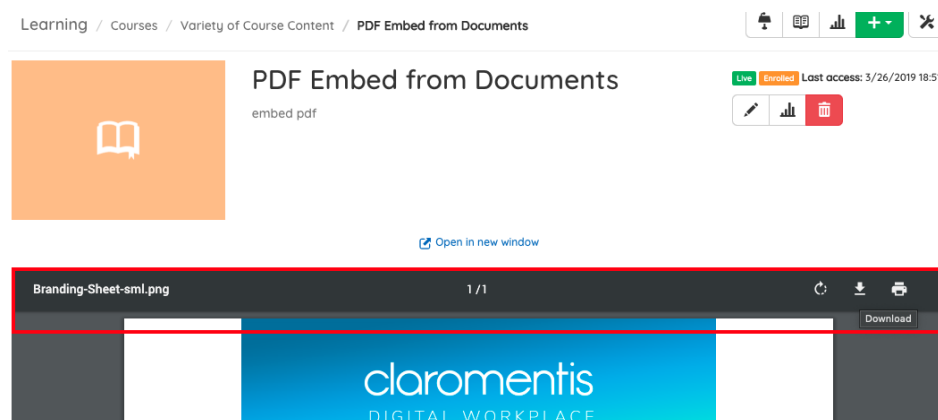 Learning / Courses / Variety of Course Content / PDF Embed from Documents
PDF Embed from Documents
Live Enrolled Last access: 3/26/2019 18:5
embed pdf
Open in new window
Branding-Sheet-sml.png 1 / 1
Download
claromentis
DIGITAL WORKPLACE